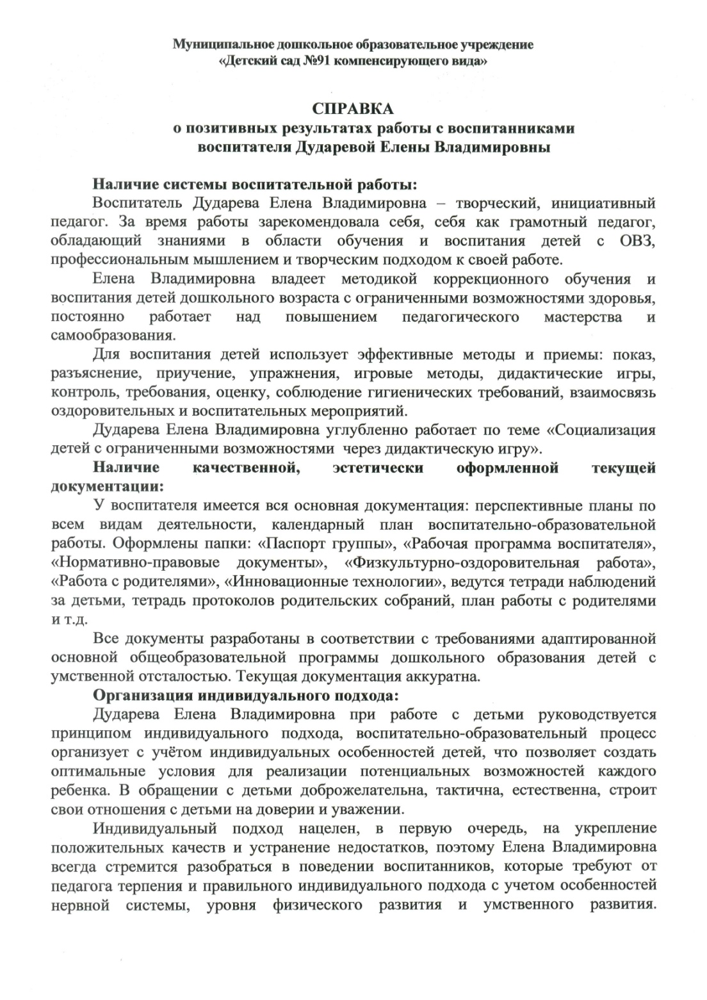 Муниципальное дошкольное образовательное учреждение
«Детский сад №91 компенсирующего вида»
СПРАВКА
о позитивных результатах работы с воспитанниками
воспитателя Дударевой Елены Владимировны
Наличие системы воспитательной работы:
Воспитатель Дударева Елена Владимировна – творческий, инициативный
педагог. За время работы зарекомендовала себя, себя как грамотный педагог,
обладающий знаниями в области обучения и воспитания детей с ОВЗ,
профессиональным мышлением и творческим подходом к своей работе.
Елена Владимировна владеет методикой коррекционного обучения и
воспитания детей дошкольного возраста с ограниченными возможностями здоровья,
постоянно работает над повышением педагогического мастерства и
самообразования.
Для воспитания детей использует эффективные методы и приемы: показ,
разъяснение, приучение, упражнения, игровые методы, дидактические игры,
контроль, требования, оценку, соблюдение гигиенических требований, взаимосвязь
оздоровительных и воспитательных мероприятий.
Дударева Елена Владимировна углубленно работает по теме «Социализация
детей с ограниченными возможностями через дидактическую игру».
Наличие качественной, эстетически оформленной текущей
документации:
У воспитателя имеется вся основная документация: перспективные планы по
всем видам деятельности, календарный план воспитательно-образовательной
работы. Оформлены папки: «Паспорт группы», «Рабочая программа воспитателя»,
«Нормативно-правовые документы», «Физкультурно-оздоровительная работа»,
«Работа с родителями», «Инновационные технологии», ведутся тетради наблюдений
за детьми, тетрадь протоколов родительских собраний, план работы с родителями
и т.д.
Все документы разработаны в соответствии с требованиями адаптированной
основной общеобразовательной программы дошкольного образования детей с
умственной отсталостью. Текущая документация аккуратна.
Организация индивидуального подхода:
Дударева Елена Владимировна при работе с детьми руководствуется
принципом индивидуального подхода, воспитательно-образовательный процесс
организует с учётом индивидуальных особенностей детей, что позволяет создать
оптимальные условия для реализации потенциальных возможностей каждого
ребенка. В обращении с детьми доброжелательна, тактична, естественна, строит
свои отношения с детьми на доверии и уважении.
Индивидуальный подход нацелен, в первую очередь, на укрепление
положительных качеств и устранение недостатков, поэтому Елена Владимировна
всегда стремится разобраться в поведении воспитанников, которые требуют от
педагога терпения и правильного индивидуального подхода с учетом особенностей
нервной системы, уровня физического развития и умственного развития.